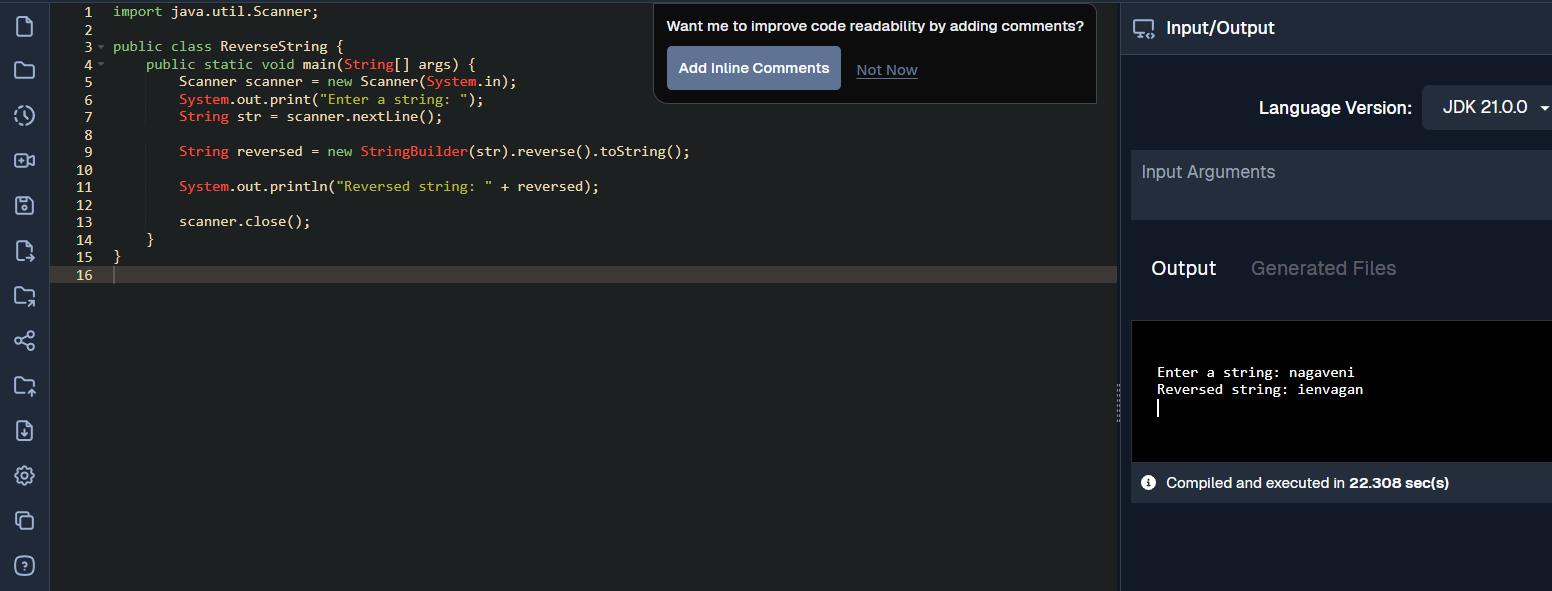 1 import java.util.Scanner;
2
3 public class ReverseString {
4     public static void main(String[] args) {
5         Scanner scanner = new Scanner(System.in);
6         System.out.print("Enter a string: ");
7         String str = scanner.nextLine();
8
9         String reversed = new StringBuilder(str).reverse().toString();
10
11         System.out.println("Reversed string: " + reversed);
12
13         scanner.close();
14     }
15 }
16
Want me to improve code readability by adding comments?
Add Inline Comments Not Now
Input/Output
Language Version: JDK 21.0.0
Input Arguments
Output Generated Files
Enter a string: nagaveni
Reversed string: ienvagan
Compiled and executed in 22.308 sec(s)